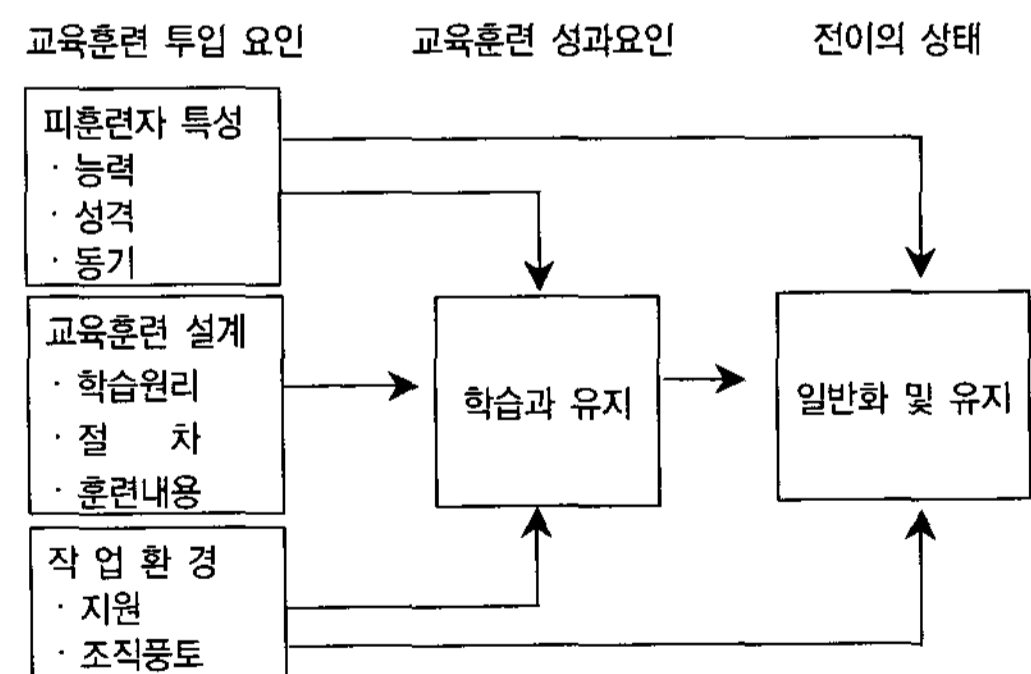 교육훈련 투입 요인 교육훈련 성과요인 전이의 상태
피훈련자 특성
· 능력
· 성격
· 동기
교육훈련 설계
· 학습원리
· 절 차
· 훈련내용
학습과 유지
일반화 및 유지
작 업 환 경
· 지원
· 조직풍토